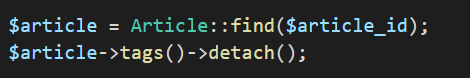 $article = Article::find($article_id);
$article->tags()->detach();